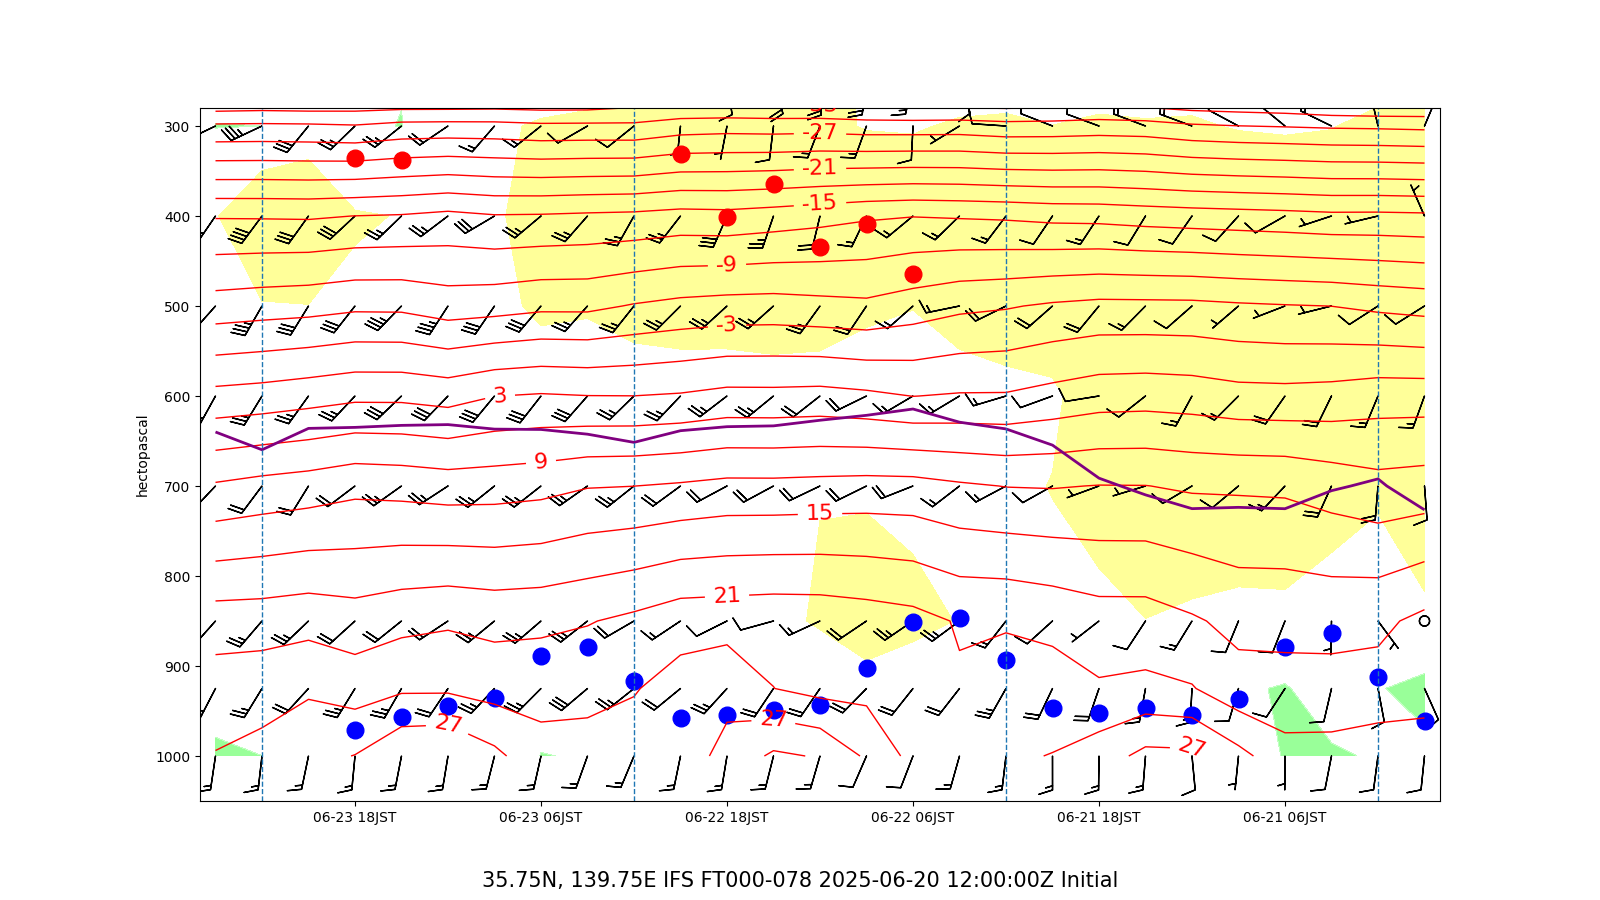 300
400
500
600
700
800
900
1000
hectopascal
-27
-21
-15
-9
-3
3
9
15
21
27
27
27
06-23 18JST
06-23 06JST
06-22 18JST
06-22 06JST
06-21 18JST
06-21 06JST
35.75N, 139.75E IFS FT000-078 2025-06-20 12:00:00Z Initial